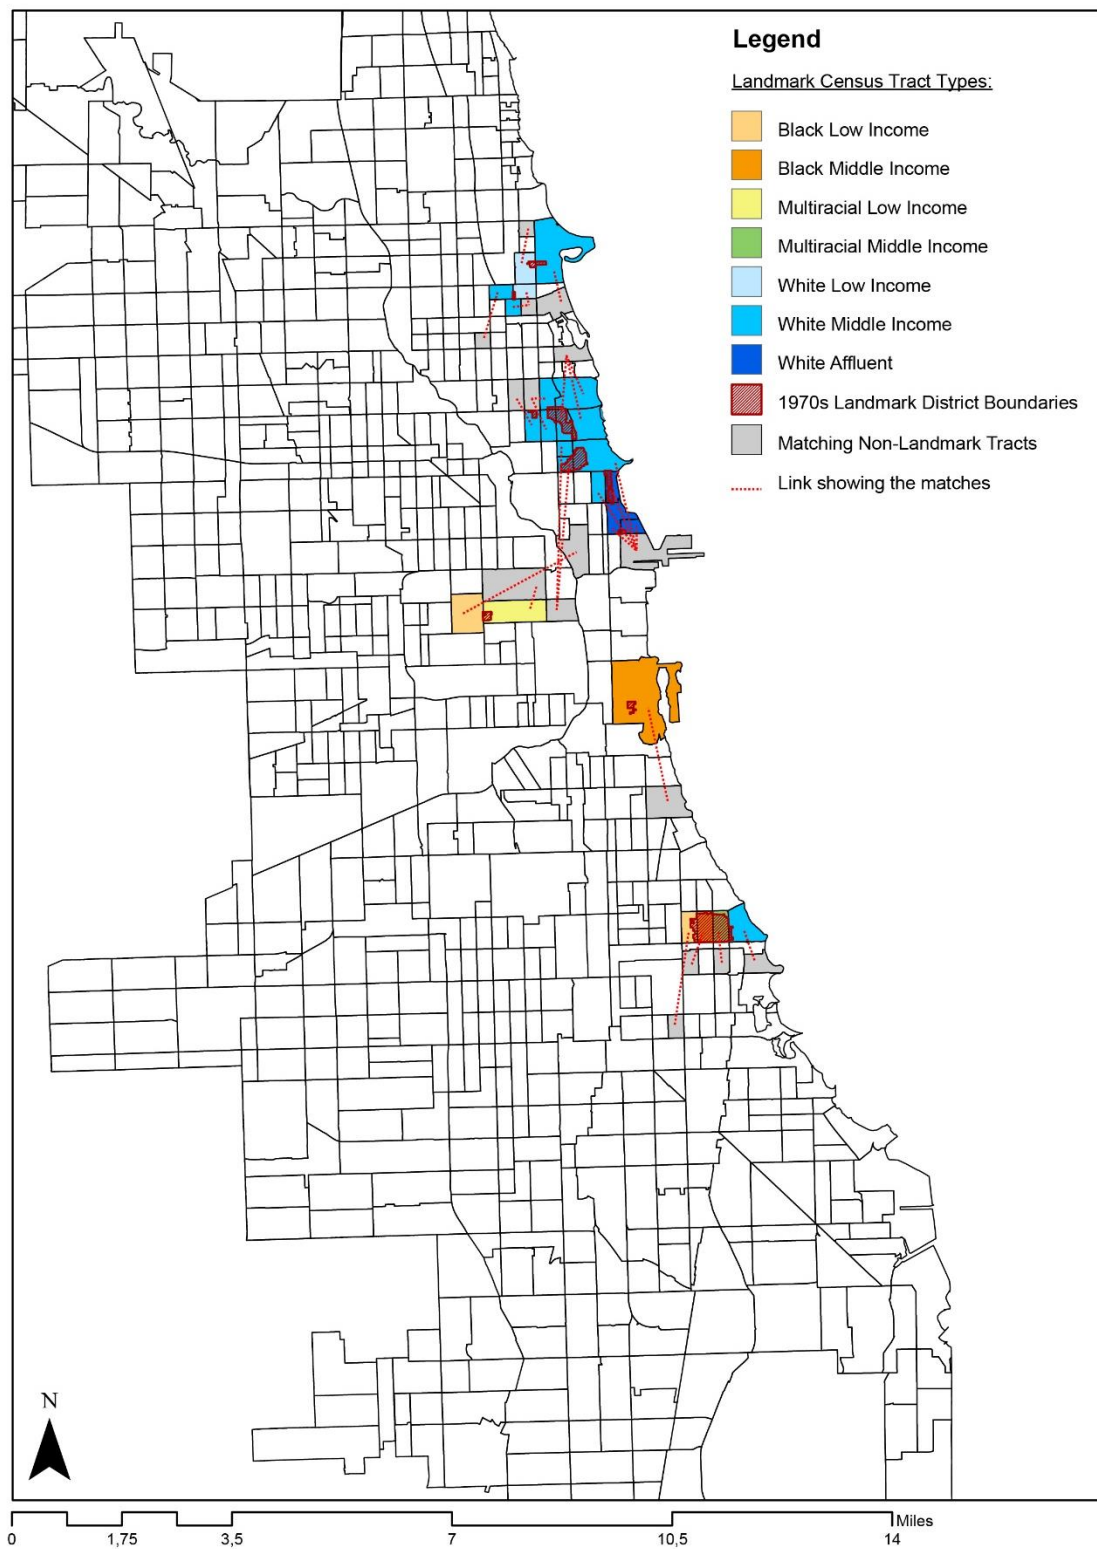 Legend
Landmark Census Tract Types:
Black Low Income
Black Middle Income
Multiracial Low Income
Multiracial Middle Income
White Low Income
White Middle Income
White Affluent
1970s Landmark District Boundaries
Matching Non-Landmark Tracts
Link showing the matches
N
Miles
0 1,75 3,5 7 10,5 14